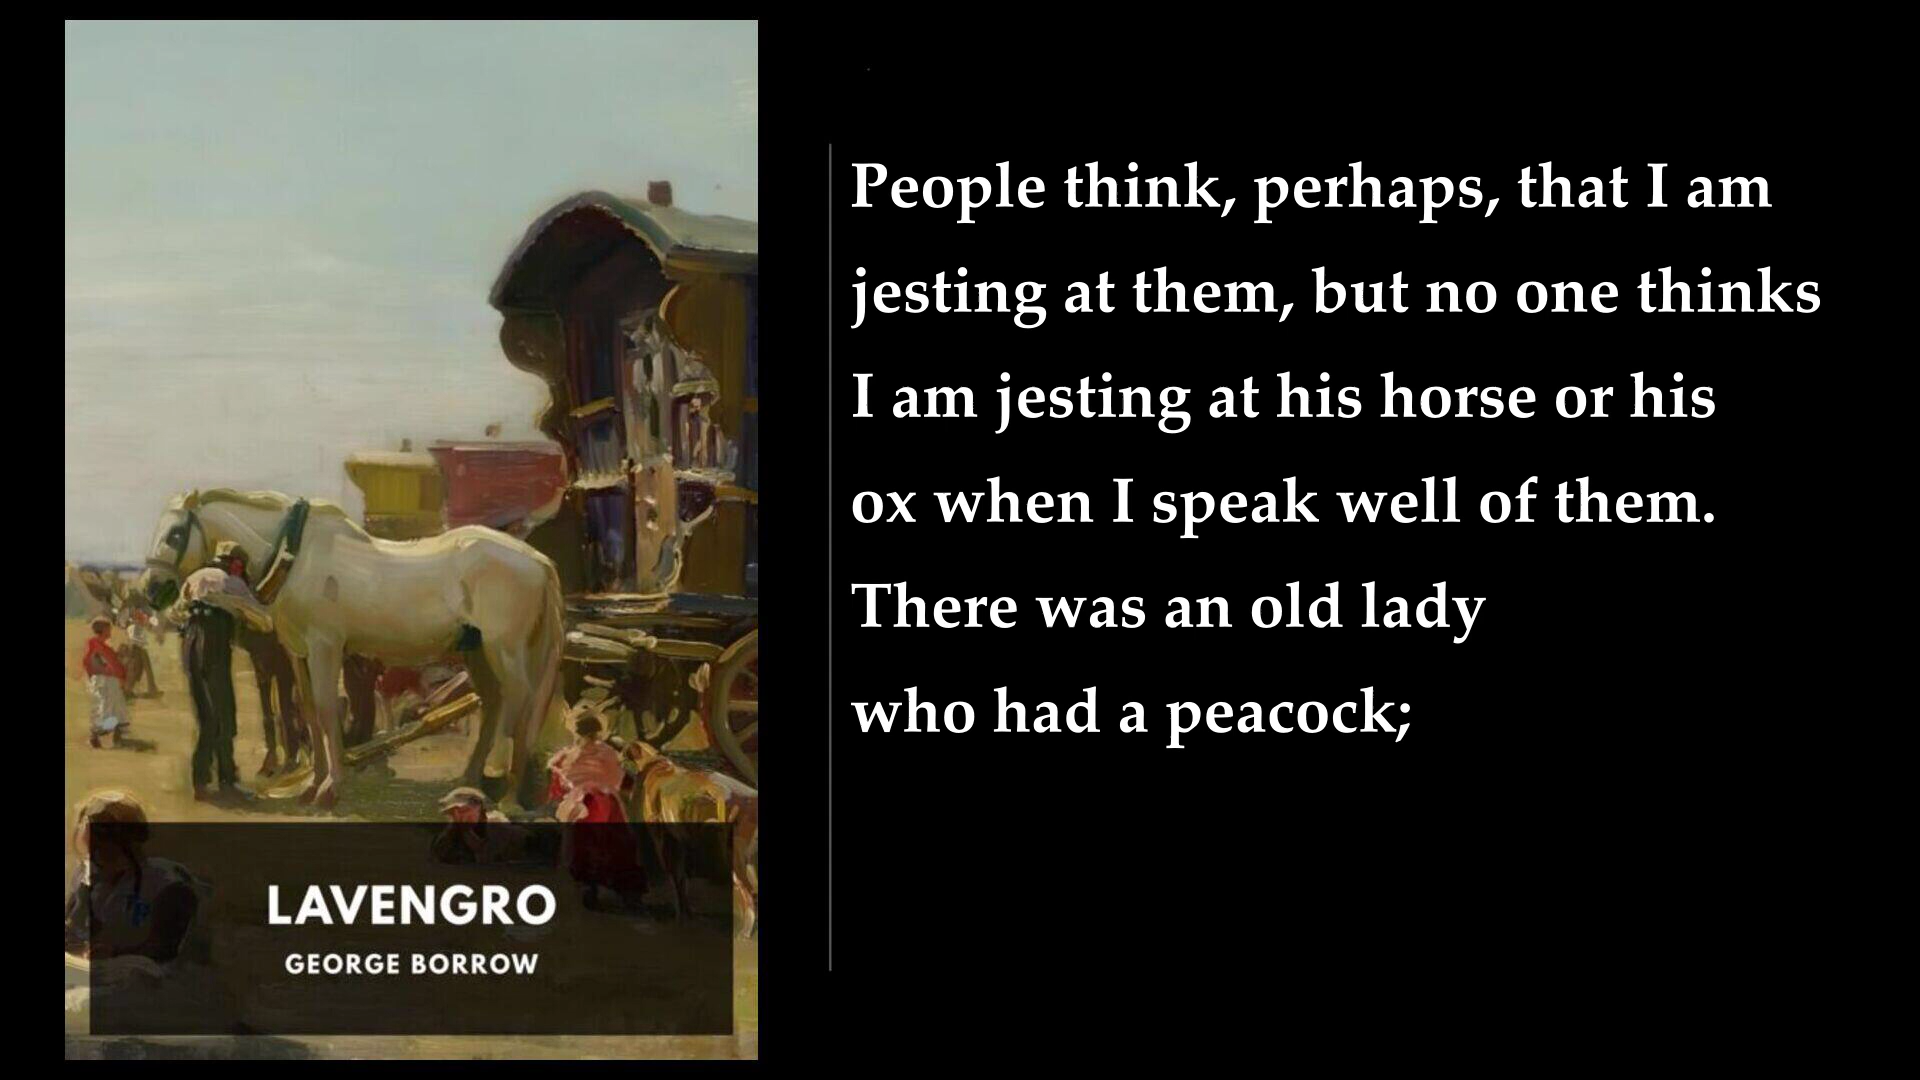 People think, perhaps, that I am
jesting at them, but no one thinks
I am jesting at his horse or his
ox when I speak well of them.
There was an old lady
who had a peacock;
LAVENGRO
GEORGE BORROW